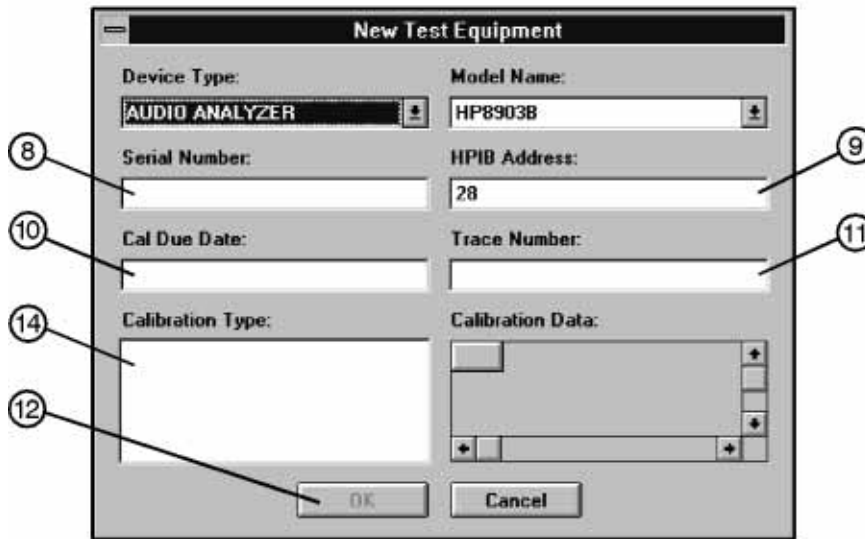 New Test Equipment
Device Type: Model Name:
AUDIO ANALYZER HP8903B
8 Serial Number: HPIB Address: 9
28
10 Cal Due Date: Trace Number: 11
14 Calibration Type: Calibration Data:
12 OK Cancel